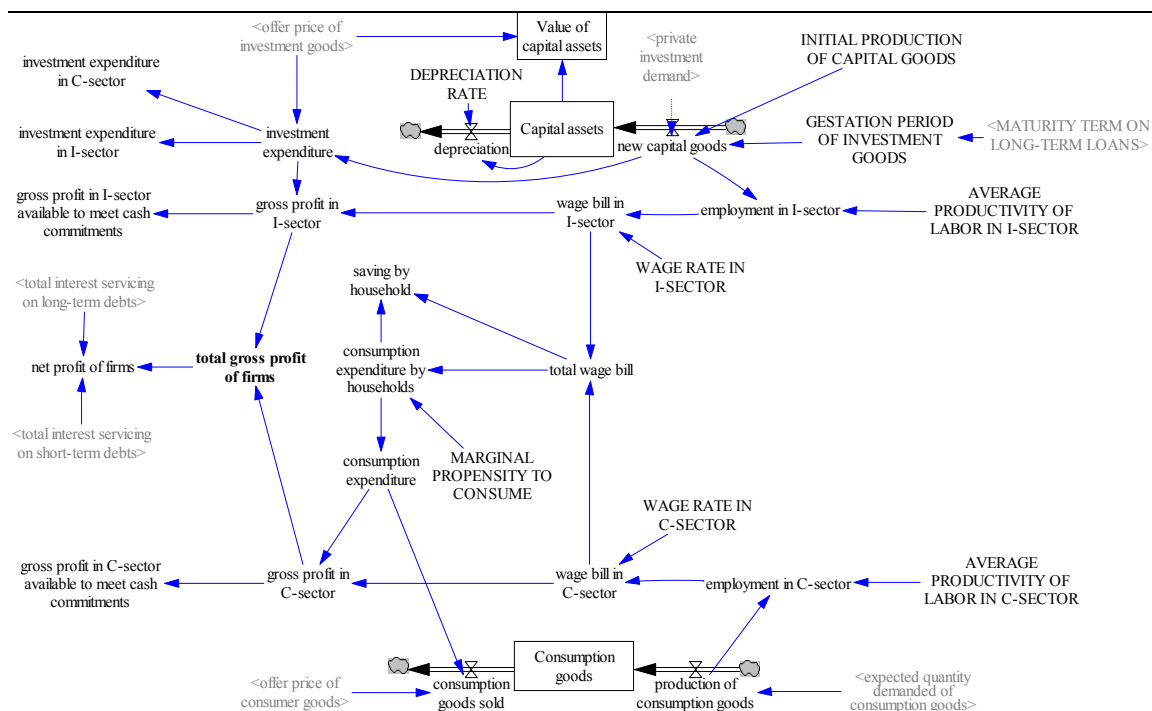 <offer price of
investment goods>
Value of
capital assets
<private
investment
demand>
INITIAL PRODUCTION
OF CAPITAL GOODS
investment expenditure
in C-sector
DEPRECIATION
RATE
Capital assets
investment expenditure
in I-sector
investment
expenditure
depreciation
new capital goods
GESTATION PERIOD
OF INVESTMENT
GOODS
<MATURITY TERM ON
LONG-TERM LOANS>
gross profit in I-sector
available to meet cash
commitments
gross profit in
I-sector
wage bill in
I-sector
employment in I-sector
AVERAGE
PRODUCTIVITY OF
LABOR IN I-SECTOR
WAGE RATE IN
I-SECTOR
<total interest servicing
on long-term debts>
saving by
household
net profit of firms
total gross profit
of firms
consumption
expenditure by
households
total wage bill
<total interest servicing
on short-term debts>
consumption
expenditure
MARGINAL
PROPENSITY TO
CONSUME
WAGE RATE IN
C-SECTOR
gross profit in C-sector
available to meet cash
commitments
gross profit in
C-sector
wage bill in
C-sector
employment in C-sector
AVERAGE
PRODUCTIVITY OF
LABOR IN C-SECTOR
Consumption
goods
<offer price of
consumer goods>
consumption
goods sold
production of
consumption goods
<expected quantity
demanded of
consumption goods>